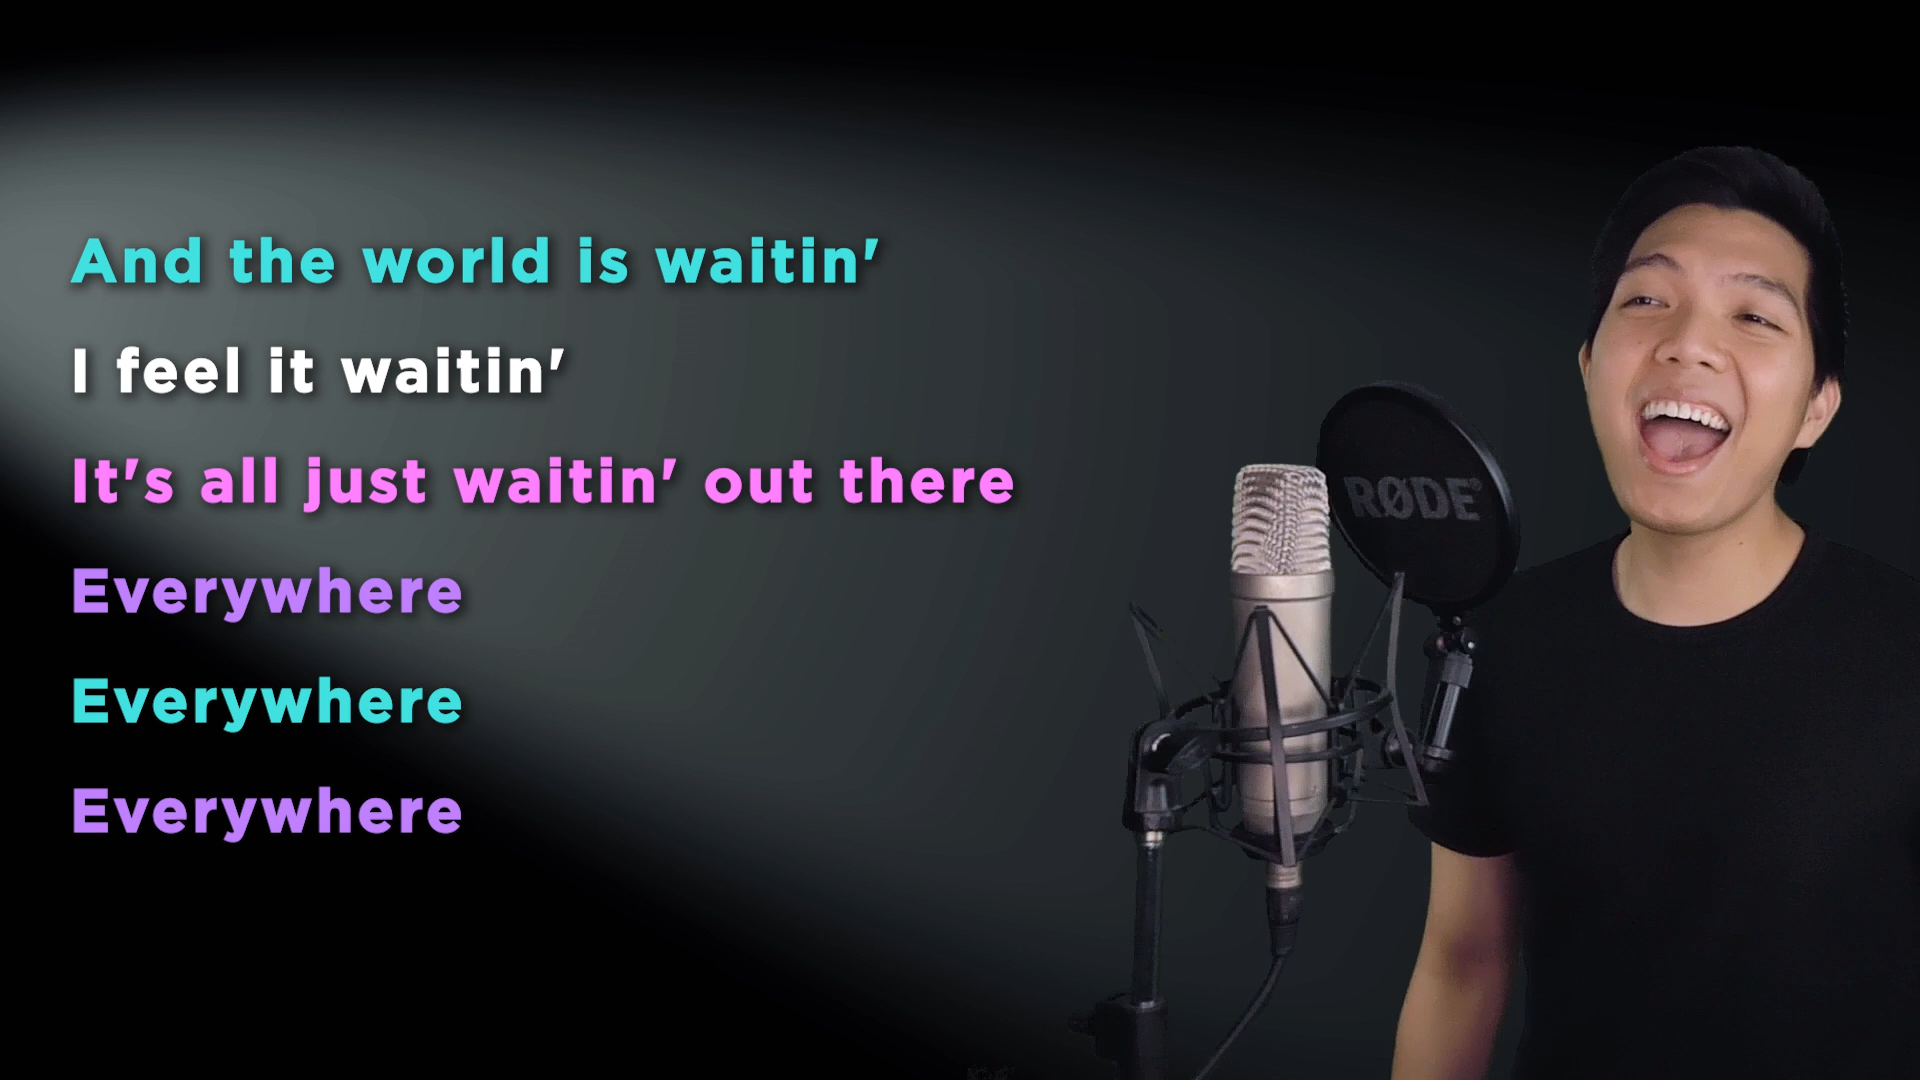 And the world is waitin'
I feel it waitin'
It's all just waitin' out there
Everywhere
Everywhere
Everywhere
RØDE®